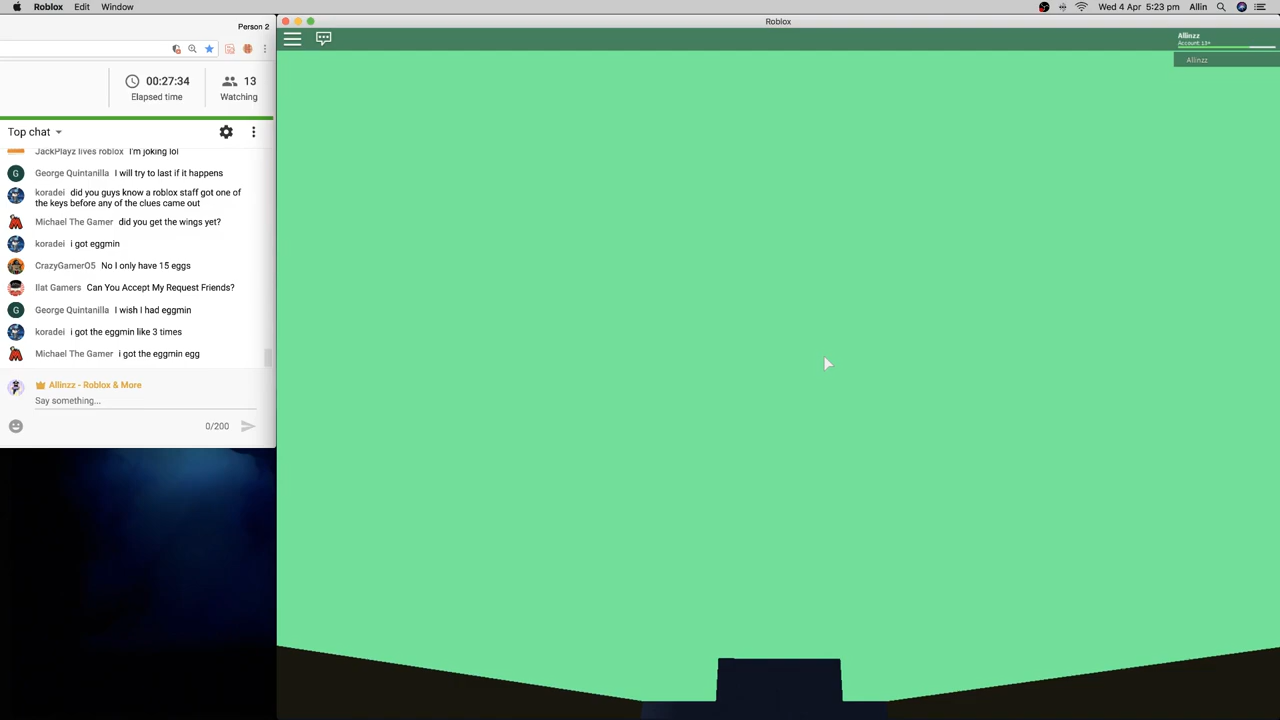 Roblox Edit Window
Wed 4 Apr 5:23 pm Allin
Person 2
Roblox
Allinzz
Account: 13+
Allinzz
00:27:34
Elapsed time
13
Watching
Top chat
JackPlayz lives roblox I'm joking lol
George Quintanilla I will try to last if it happens
koradei did you guys know a roblox staff got one of
the keys before any of the clues came out
Michael The Gamer did you get the wings yet?
koradei i got eggmin
CrazyGamer05 No I only have 15 eggs
Ilat Gamers Can You Accept My Request Friends?
George Quintanilla I wish I had eggmin
koradei i got the eggmin like 3 times
Michael The Gamer i got the eggmin egg
Allinzz - Roblox & More
Say something...
0/200
G
G